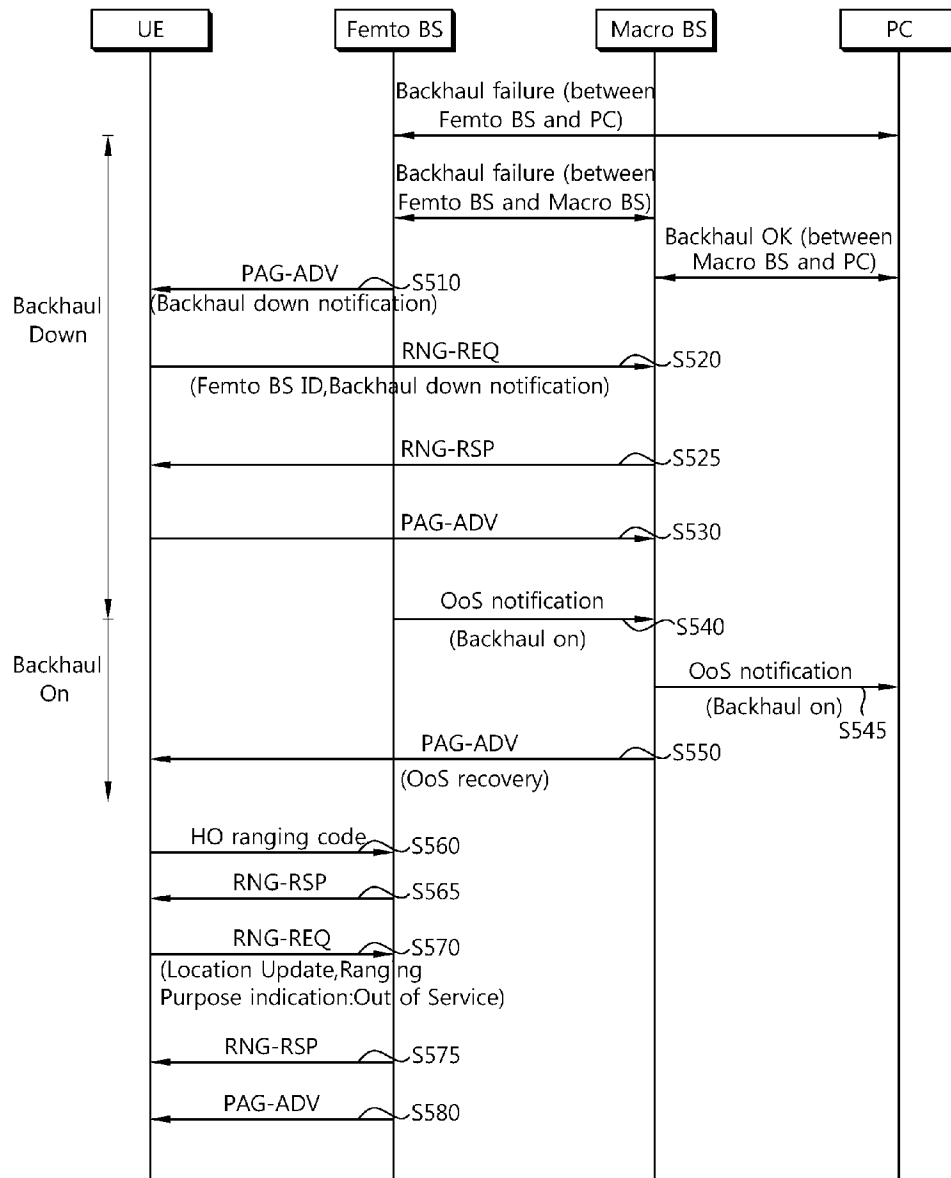 UE
Femto BS
Macro BS
PC
Backhaul failure (between
Femto BS and PC)
Backhaul failure (between
Femto BS and Macro BS)
Backhaul OK (between
Macro BS and PC)
PAG-ADV
S510
(Backhaul down notification)
Backhaul
Down
RNG-REQ
S520
(Femto BS ID,Backhaul down notification)
RNG-RSP
S525
PAG-ADV
S530
OoS notification
S540
(Backhaul on)
Backhaul
On
OoS notification
(Backhaul on)
S545
PAG-ADV
S550
(OoS recovery)
HO ranging code
S560
RNG-RSP
S565
RNG-REQ
S570
(Location Update,Ranging
Purpose indication:Out of Service)
RNG-RSP
S575
PAG-ADV
S580